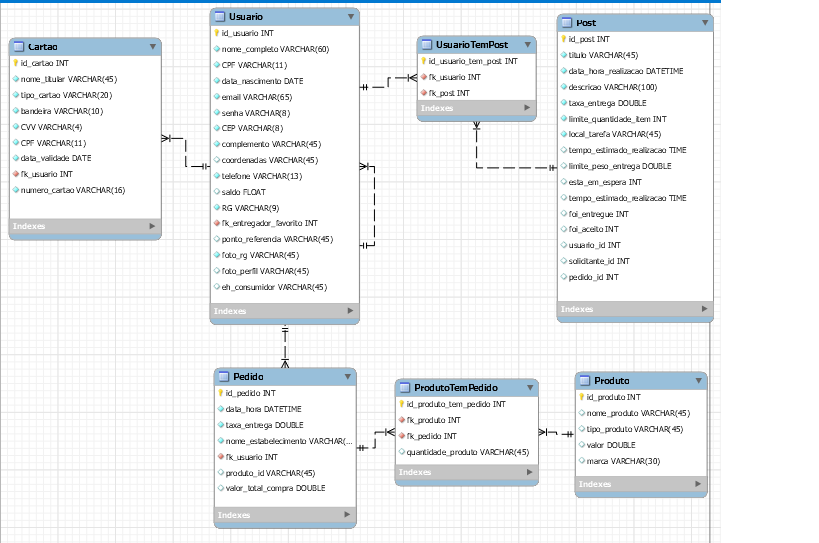 Cartao
id_cartao INT
nome_titular VARCHAR(45)
tipo_cartao VARCHAR(20)
bandeira VARCHAR(10)
CVV VARCHAR(4)
CPF VARCHAR(11)
data_validade DATE
fk_usuario INT
numero_cartao VARCHAR(16)
Indexes
Usuario
id_usuario INT
nome_completo VARCHAR(60)
CPF VARCHAR(11)
data_nascimento DATE
email VARCHAR(65)
senha VARCHAR(8)
CEP VARCHAR(8)
complemento VARCHAR(45)
coordenadas VARCHAR(45)
telefone VARCHAR(13)
saldo FLOAT
RG VARCHAR(9)
fk_entregador_favorito INT
ponto_referencia VARCHAR(45)
foto_rg VARCHAR(45)
foto_perfil VARCHAR(45)
eh_consumidor VARCHAR(45)
Indexes
UsuarioTemPost
id_usuario_tem_post INT
fk_usuario INT
fk_post INT
Indexes
Post
id_post INT
titulo VARCHAR(45)
data_hora_realizacao DATETIME
descricao VARCHAR(100)
taxa_entrega DOUBLE
limite_quantidade_item INT
local_tarefa VARCHAR(45)
tempo_estimado_realizacao TIME
limite_peso_entrega DOUBLE
esta_em_espera INT
tempo_estimado_realizacao TIME
foi_entregue INT
foi_aceito INT
usuario_id INT
solicitante_id INT
pedido_id INT
Indexes
Pedido
id_pedido INT
data_hora DATETIME
taxa_entrega DOUBLE
nome_estabelecimento VARCHAR(...
fk_usuario INT
produto_id VARCHAR(45)
valor_total_compra DOUBLE
Indexes
ProdutoTemPedido
id_produto_tem_pedido INT
fk_produto INT
fk_pedido INT
quantidade_produto VARCHAR(45)
Indexes
Produto
id_produto INT
nome_produto VARCHAR(45)
tipo_produto VARCHAR(45)
valor DOUBLE
marca VARCHAR(30)
Indexes